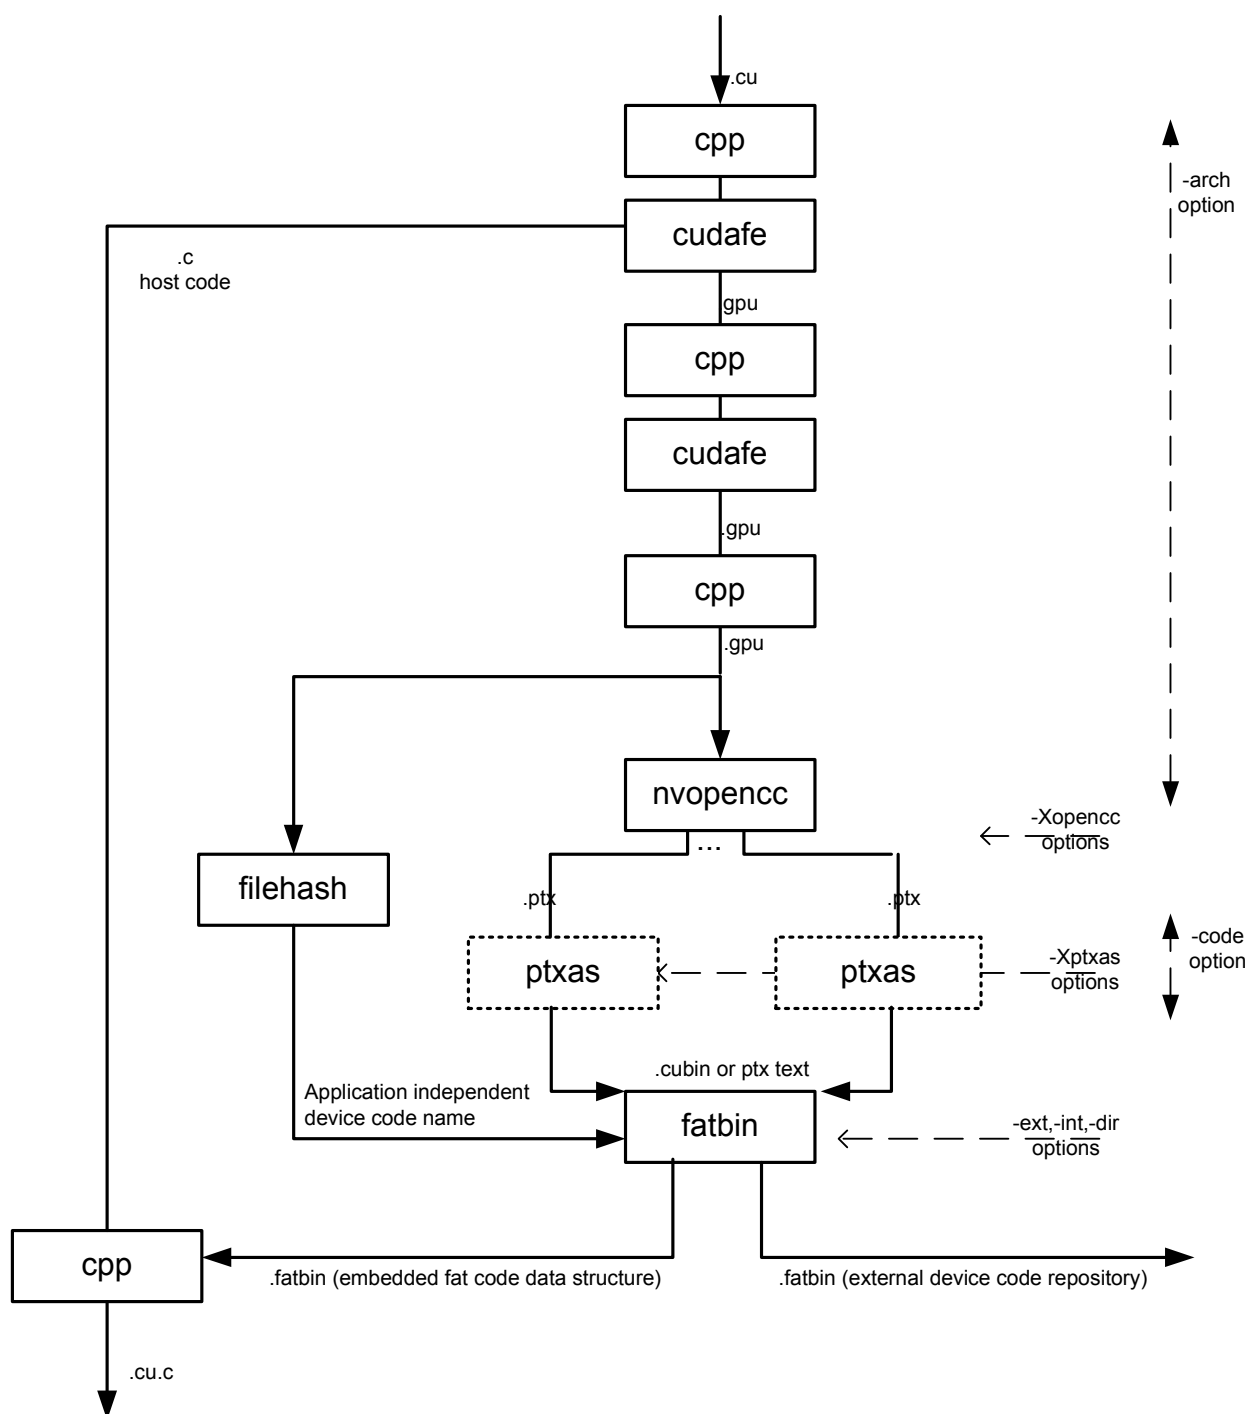 .cu
cpp
-arch
option
cudafe
.c
host code
gpu
cpp
cudafe
.gpu
cpp
.gpu
nvopencc
...
-Xopencc
options
filehash
.ptx
.ptx
ptxas
ptxas
-Xptxas
options
-code
option
.cubin or ptx text
Application independent
device code name
fatbin
-ext,-int,-dir
options
cpp
.fatbin (embedded fat code data structure)
.fatbin (external device code repository)
.cu.c